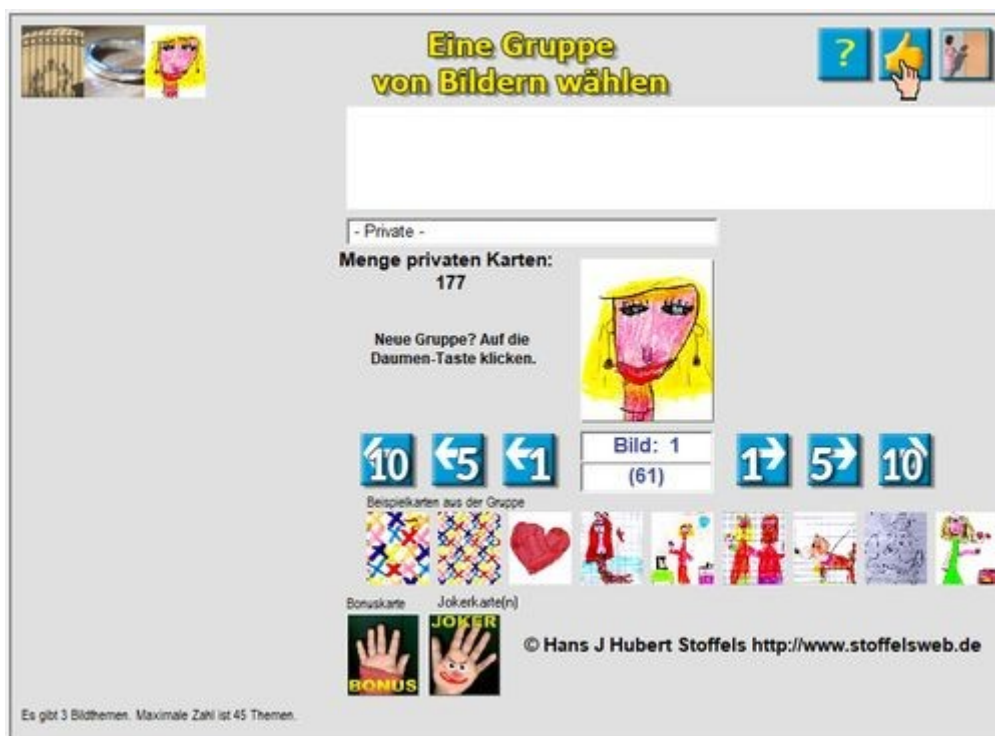 Eine Gruppe
von Bildern wählen
?
- Private -
Menge privaten Karten:
177
Neue Gruppe? Auf die
Daumen-Taste klicken.
10 5 1 Bild: 1 1 5 10
(61)
Beispielkarten aus der Gruppe
Bonuskarte Jokerkarte(n)
JOKER
BONUS
© Hans J Hubert Stoffels http://www.stoffelsweb.de
Es gibt 3 Bildthemen. Maximale Zahl ist 45 Themen.